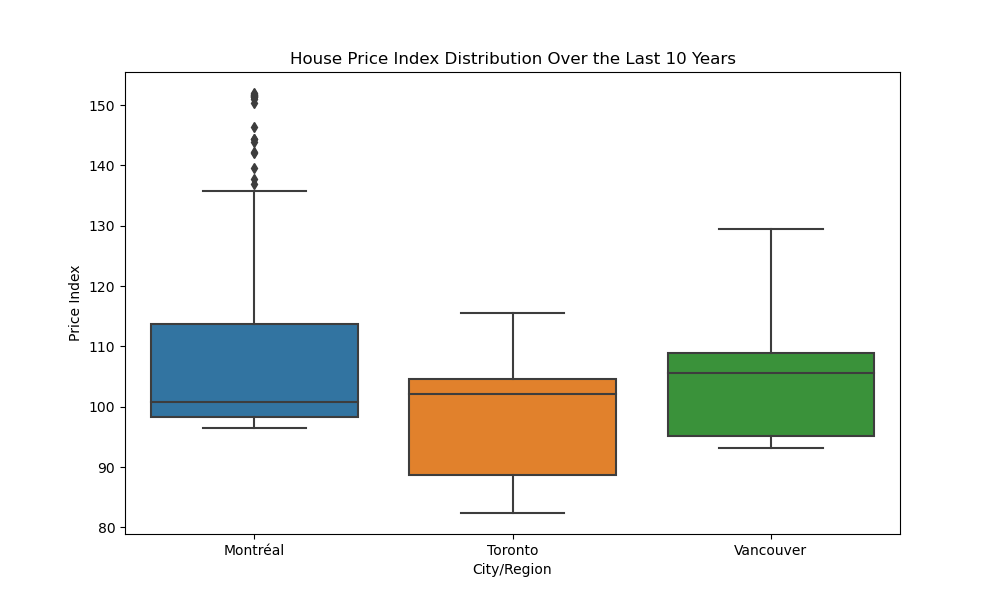 House Price Index Distribution Over the Last 10 Years
150
140
130
120
110
100
90
80
Price Index
Montréal Toronto Vancouver
City/Region